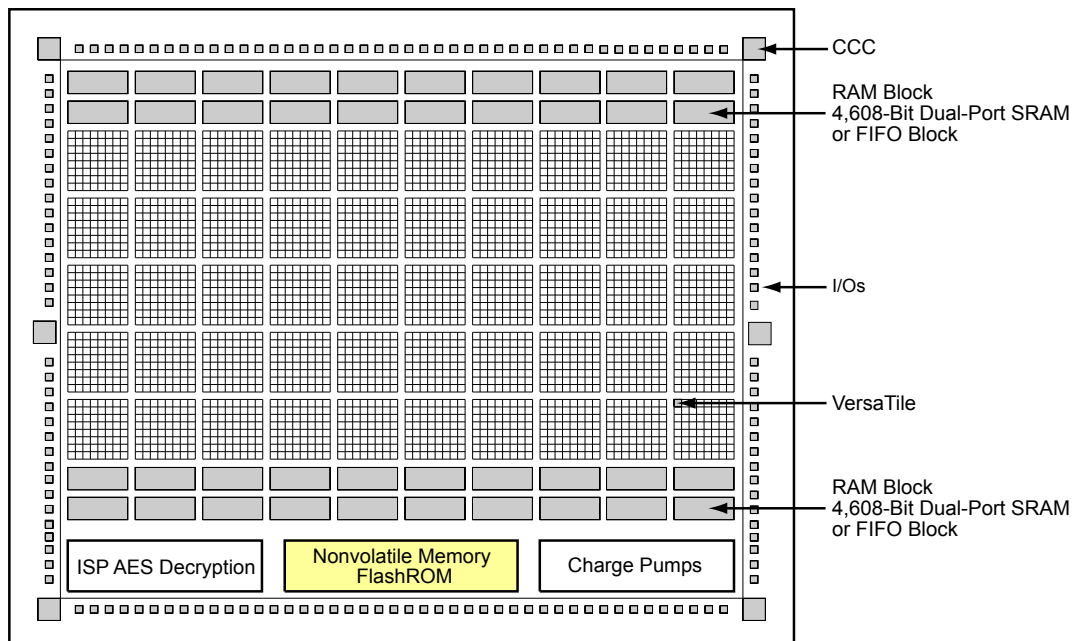 CCC
RAM Block
4,608-Bit Dual-Port SRAM
or FIFO Block
I/Os
VersaTile
RAM Block
4,608-Bit Dual-Port SRAM
or FIFO Block
ISP AES Decryption
Nonvolatile Memory
FlashROM
Charge Pumps